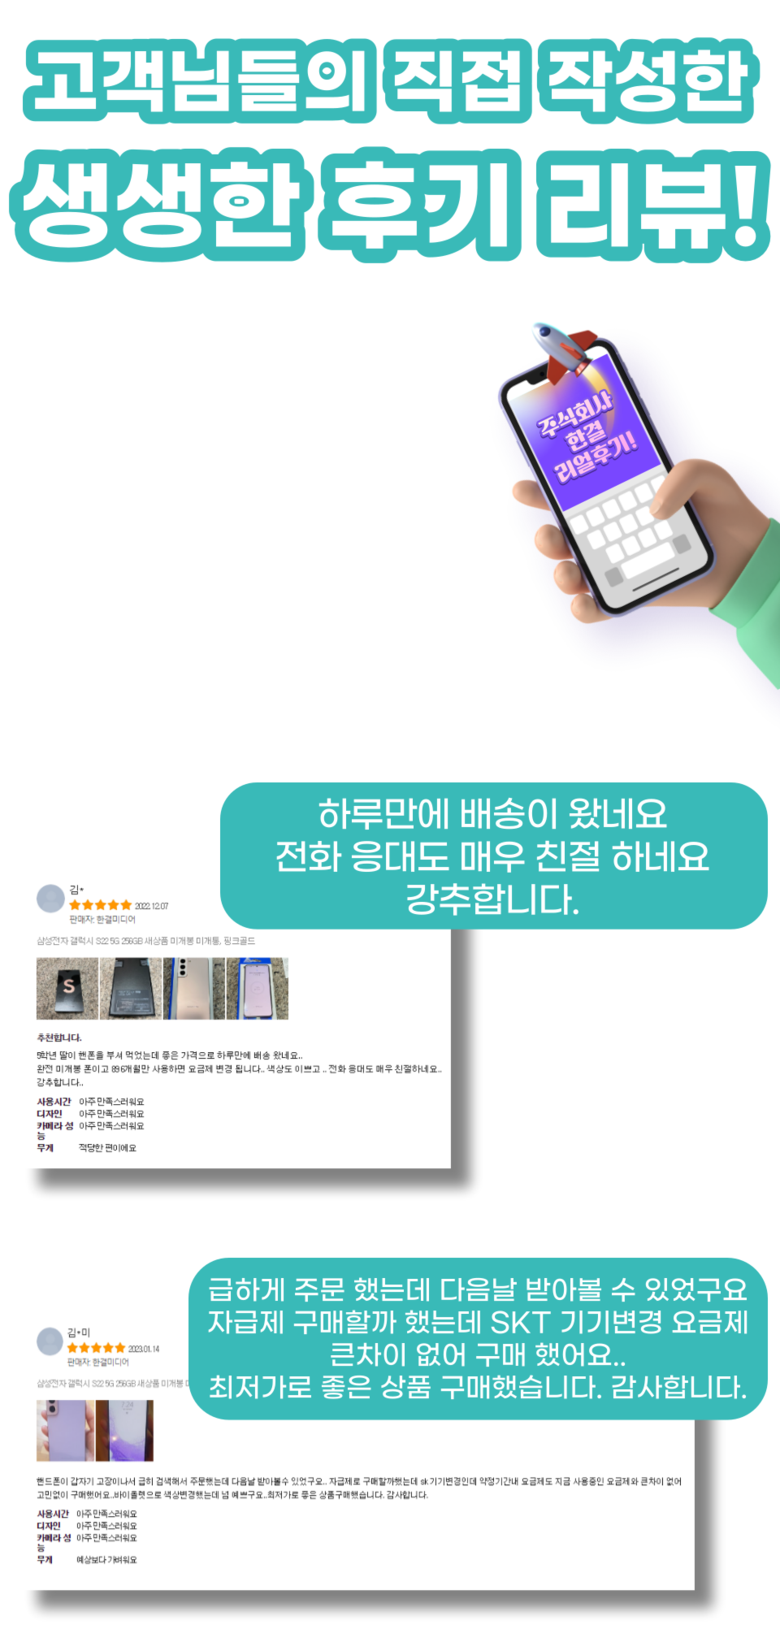 고객님들의 직접 작성한
생생한 후기 리뷰!
주식회사
한결
리얼후기!
하루만에 배송이 왔네요
전화 응대도 매우 친절 하네요
강추합니다.
김*
2022.12.07
판매자: 한결미디어
삼성전자 갤럭시 S22 5G 256GB 새상품 미개봉 미개통, 핑크골드
S
추천합니다.
5학년 딸이 핸폰을 부셔 먹었는데 좋은 가격으로 하루만에 배송 왔네요..
완전 미개봉 폰이고 6개월만 사용하면 요금제 변경 됩니다.. 색상도 이쁘고 .. 전화 응대도 매우 친절하네요..
강추합니다..
사용시간 아주 만족스러워요
디자인 아주 만족스러워요
카메라 성 아주 만족스러워요
능
무게 적당한 편이에요
급하게 주문 했는데 다음날 받아볼 수 있었구요
자급제 구매할까 했는데 SKT 기기변경 요금제
큰차이 없어 구매 했어요..
최저가로 좋은 상품 구매했습니다. 감사합니다.
김*미
2023.01.14
판매자: 한결미디어
삼성전자 갤럭시 S22 5G 256GB 새상품 미개봉 미
핸드폰이 갑자기 고장이나서 급히 검색해서 주문했는데 다음날 받아볼수 있었구요.. 자급제로 구매할까했는데 sk기기변경인데 약정기간내 요금제도 지금 사용중인 요금제와 큰차이 없어
고민없이 구매했어요..바이올렛으로 색상변경했는데 넘 예쁘구요..최저가로 좋은 상품구매했습니다. 감사합니다.
사용시간 아주 만족스러워요
디자인 아주 만족스러워요
카메라 성 아주 만족스러워요
능
무게 예상보다 가벼워요